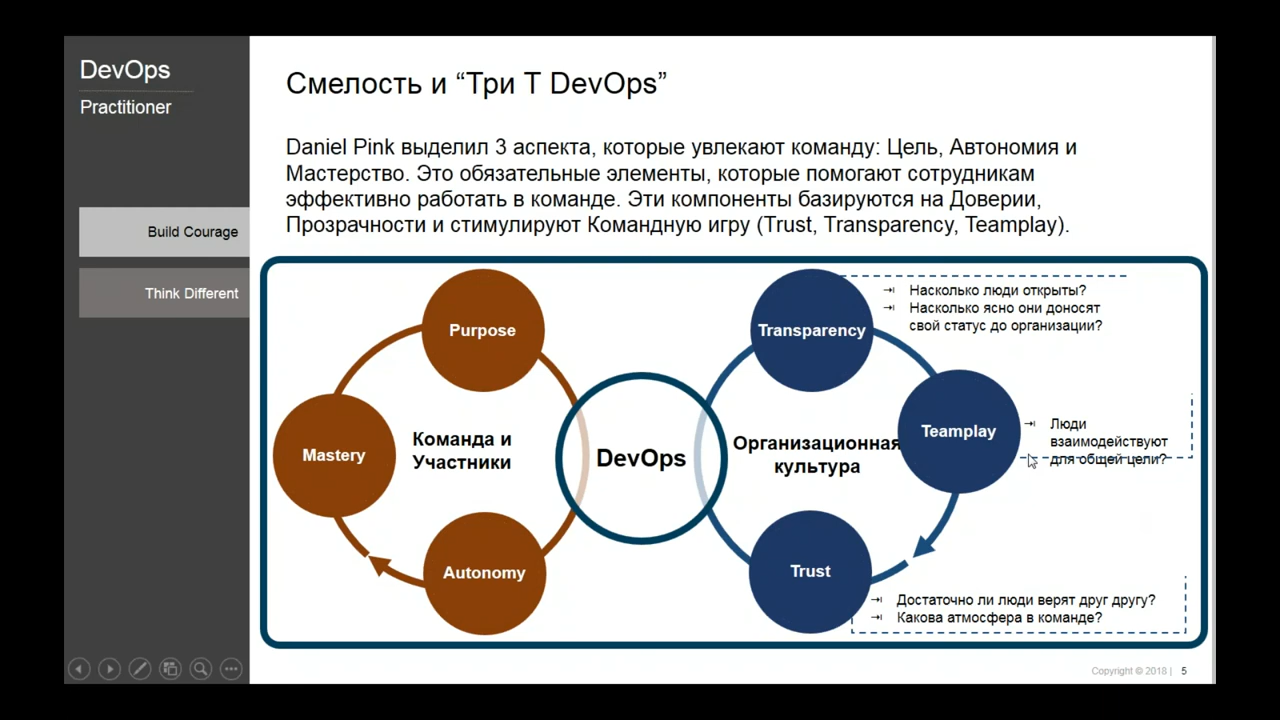 DevOps
Practitioner
Build Courage
Think Different
Смелость и “Три Т DevOps”
Daniel Pink выделил 3 аспекта, которые увлекают команду: Цель, Автономия и
Мастерство. Это обязательные элементы, которые помогают сотрудникам
эффективно работать в команде. Эти компоненты базируются на Доверии,
Прозрачности и стимулируют Командную игру (Trust, Transparency, Teamplay).
Purpose
Mastery
Autonomy
Команда и
Участники
DevOps
Организационная
культура
Transparency
Teamplay
Trust
Насколько люди открыты?
Насколько ясно они доносят
свой статус до организации?
Люди
взаимодействуют
для общей цели?
Достаточно ли люди верят друг другу?
Какова атмосфера в команде?
Copyright © 2018 | 5